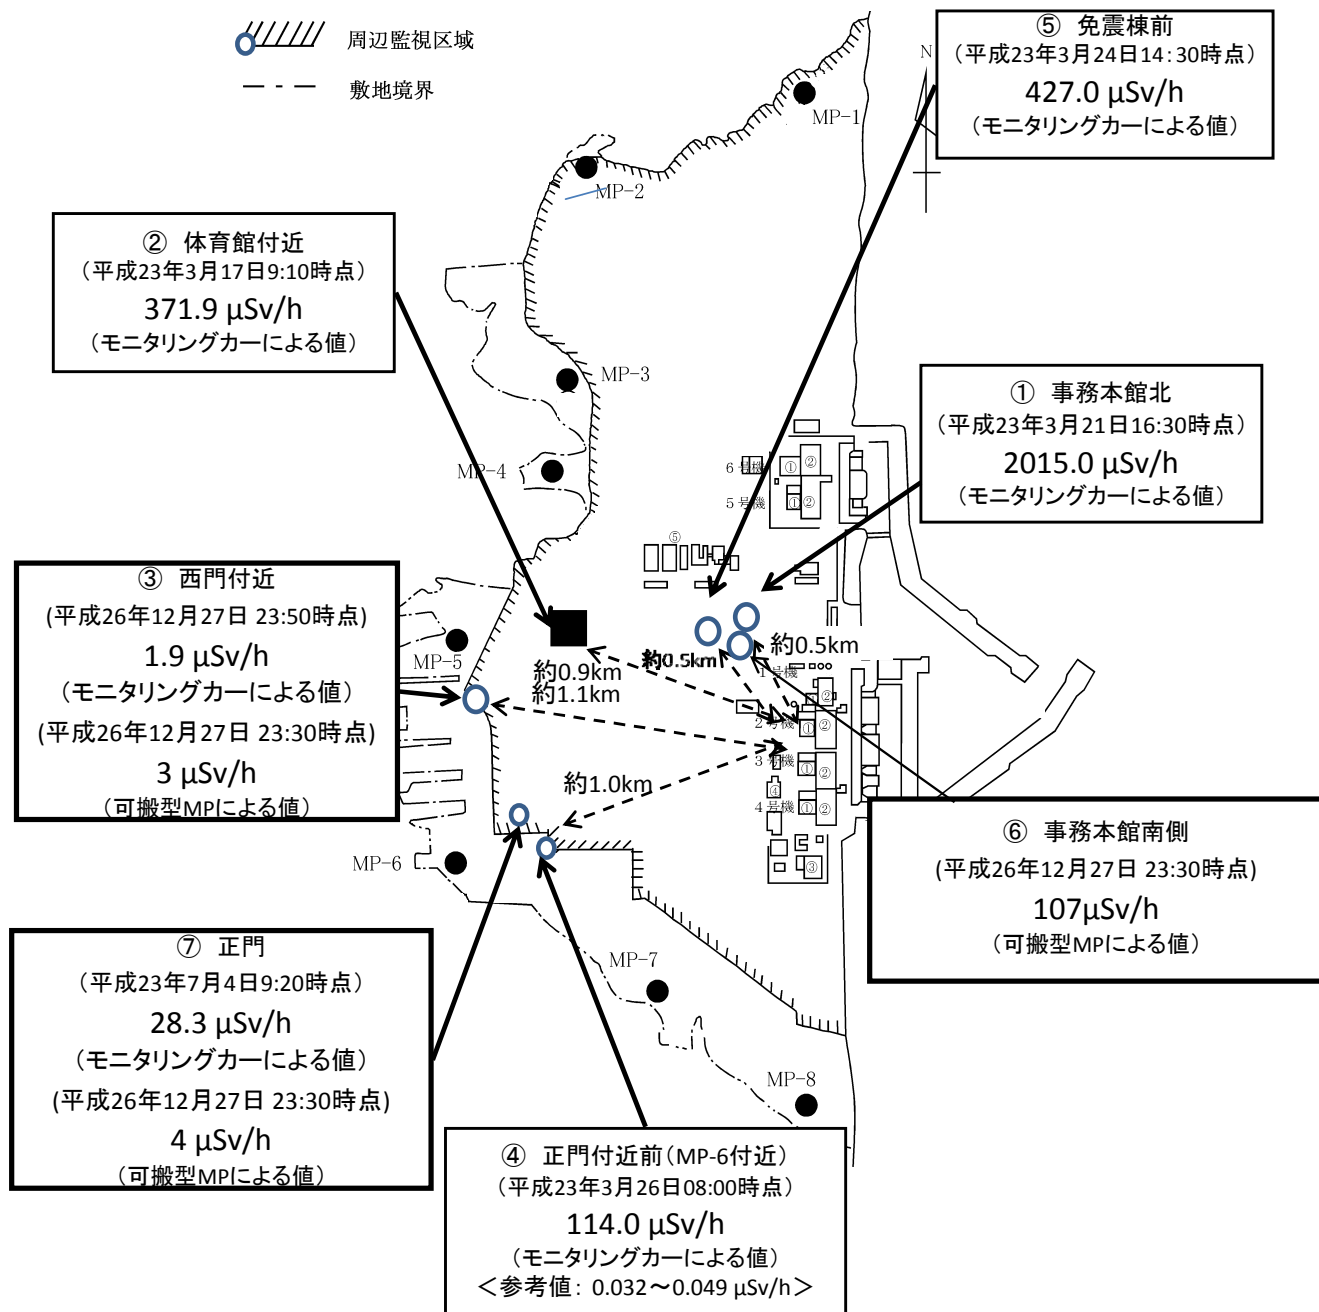 周辺監視区域
敷地境界
⑤ 免震棟前
(平成23年3月24日14:30時点)
427.0 μSv/h
(モニタリングカーによる値)
N
MP-1
MP-2
② 体育館付近
(平成23年3月17日9:10時点)
371.9 μSv/h
(モニタリングカーによる値)
MP-3
MP-4
① 事務本館北
(平成23年3月21日16:30時点)
2015.0 μSv/h
(モニタリングカーによる値)
6号機
① ②
5号機
① ②
⑤
③ 西門付近
(平成26年12月27日 23:50時点)
1.9 μSv/h
(モニタリングカーによる値)
(平成26年12月27日 23:30時点)
3 μSv/h
(可搬型MPによる値)
MP-5
約0.9km
約1.1km
約0.5km
約0.5km
1号機
②
2号機
① ②
3号機
① ②
④
4号機
① ②
③
約1.0km
MP-6
⑥ 事務本館南側
(平成26年12月27日 23:30時点)
107μSv/h
(可搬型MPによる値)
⑦ 正門
(平成23年7月4日9:20時点)
28.3 μSv/h
(モニタリングカーによる値)
(平成26年12月27日 23:30時点)
4 μSv/h
(可搬型MPによる値)
MP-7
MP-8
④ 正門付近前(MP-6付近)
(平成23年3月26日08:00時点)
114.0 μSv/h
(モニタリングカーによる値)
<参考値: 0.032～0.049 μSv/h>